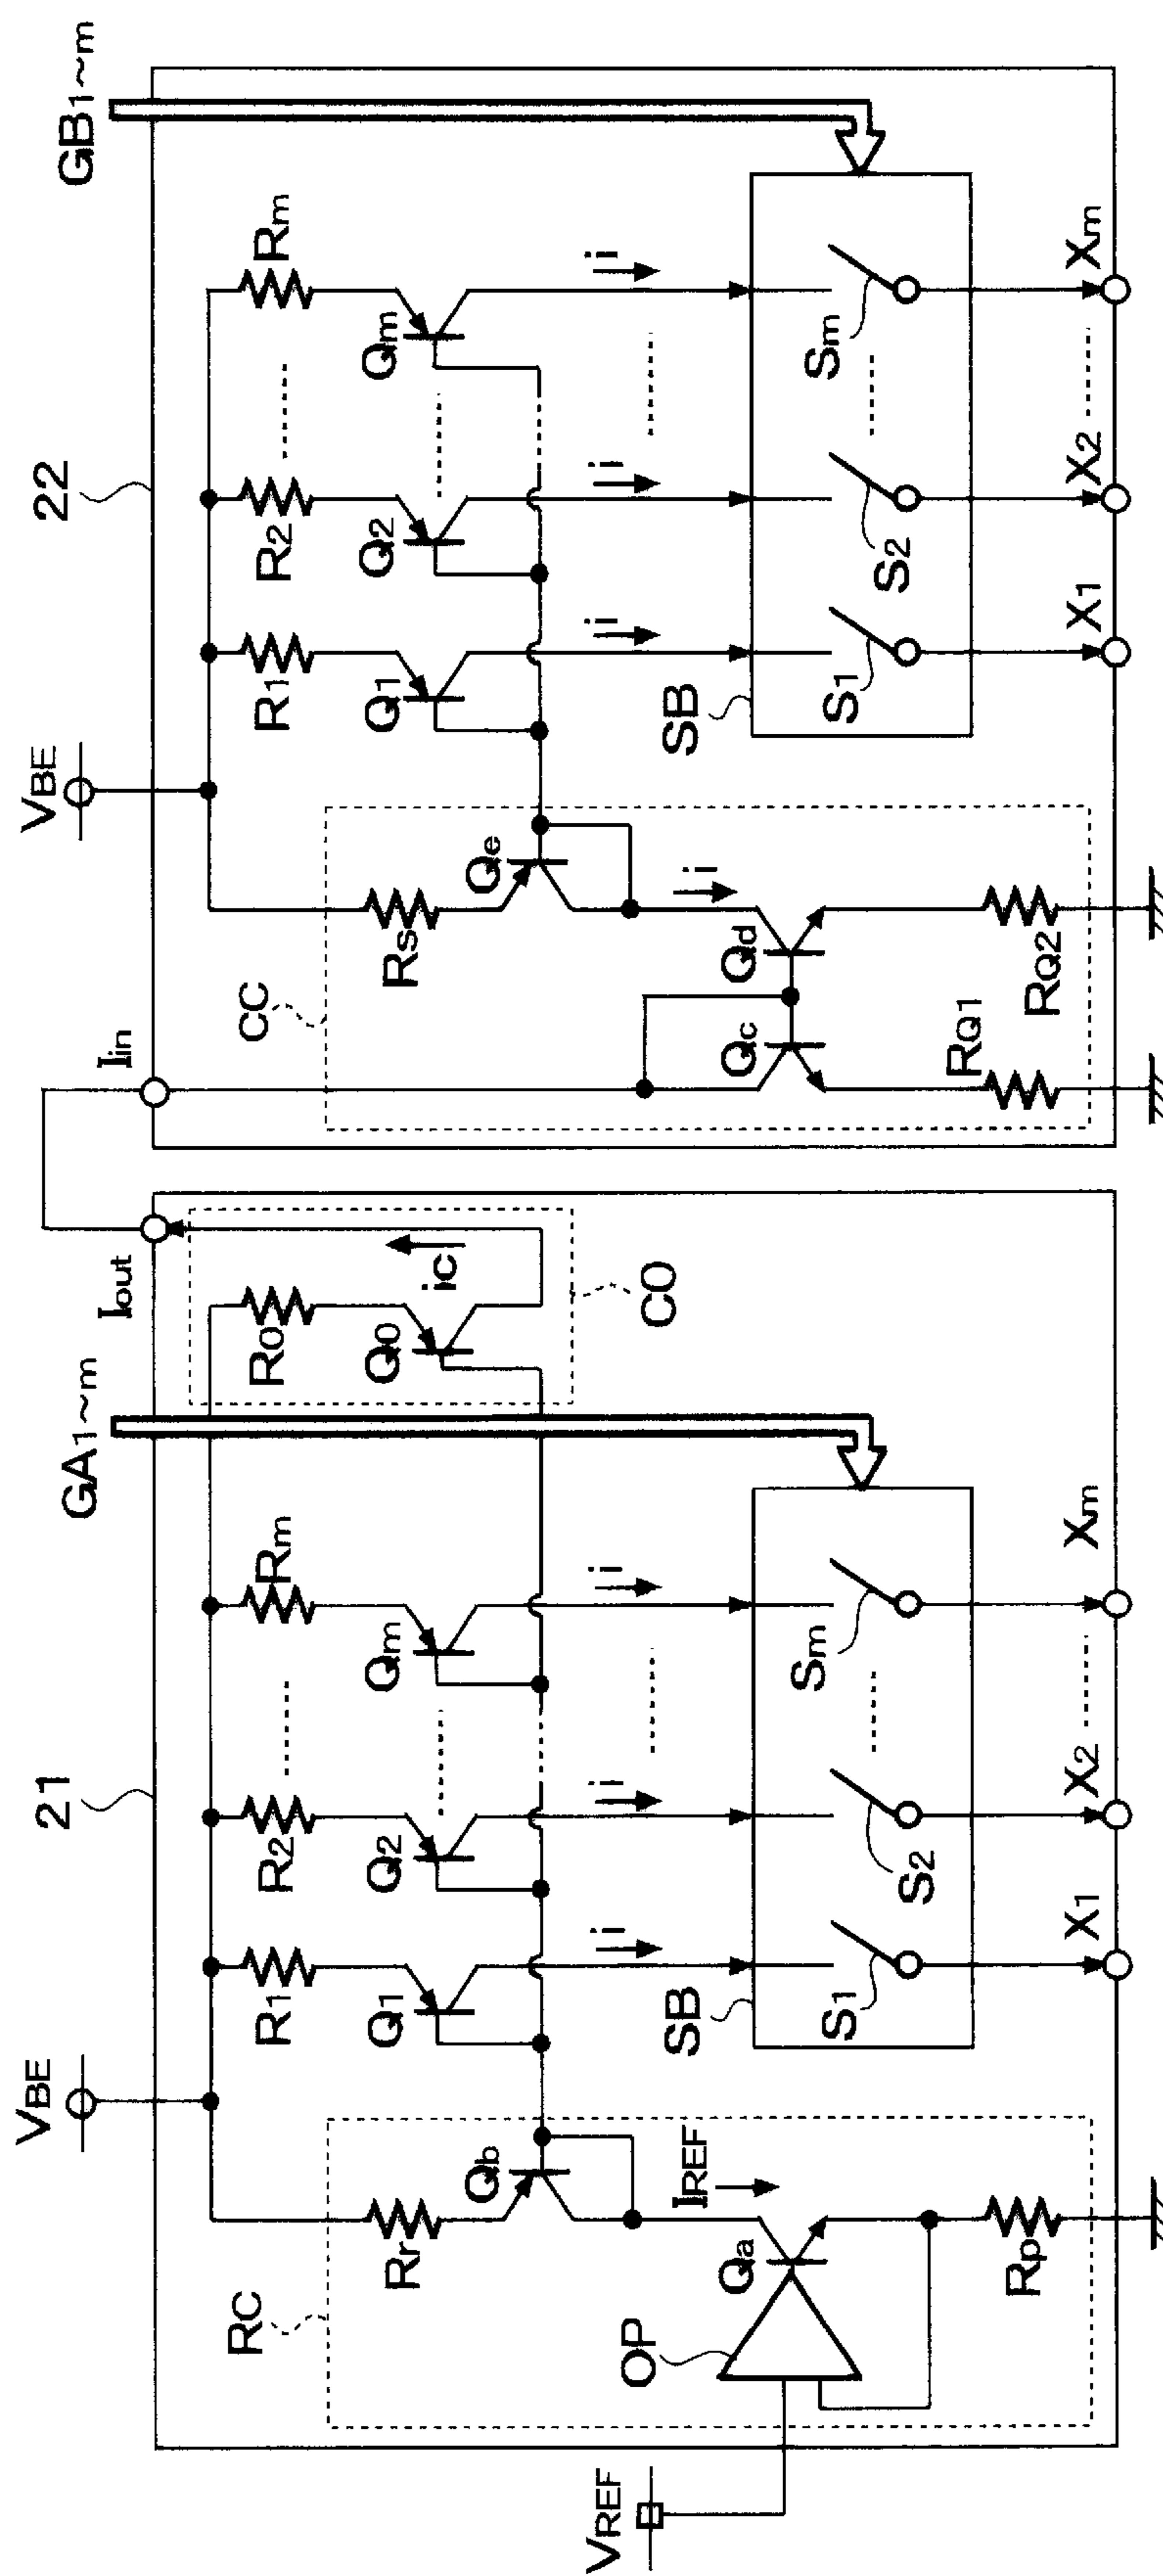 21
22
VBE
GA1~m
Iout
Iin
VBE
GB1~m
RC
Rr
R1
R2
Rm
R0
CC
Rs
R1
R2
Rm
Qb
Q1
Q2
Qm
Q0
ic
CO
Qe
Q1
Q2
Qm
VREF
OP
Qa
IREF
i
i
i
i
i
i
i
SB
S1
S2
Sm
Qc
Qd
SB
S1
S2
Sm
Rp
RQ1
RQ2
X1
X2
Xm
X1
X2
Xm